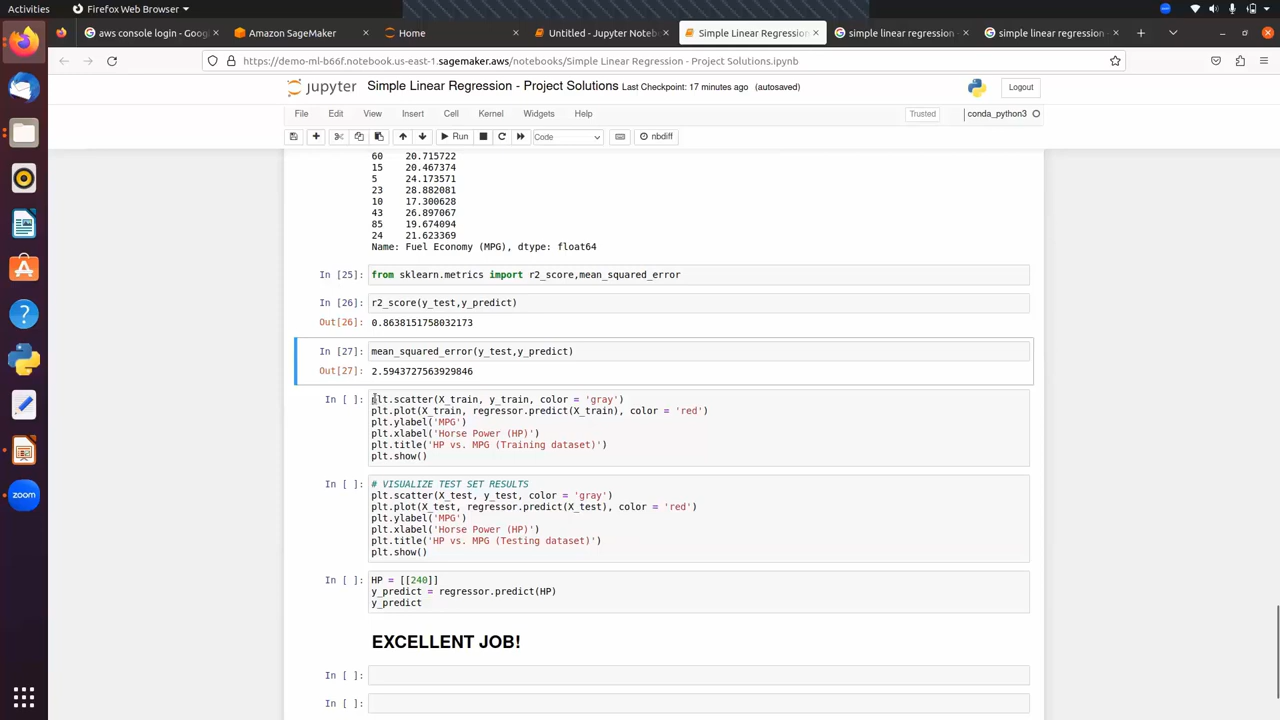 Activities
Firefox Web Browser
aws console login - Goog
Amazon SageMaker
Home
Untitled - Jupyter Noteb
Simple Linear Regression
simple linear regression
simple linear regression
https://demo-ml-b66f.notebook.us-east-1.sagemaker.aws/notebooks/Simple Linear Regression - Project Solutions.ipynb
jupyter Simple Linear Regression - Project Solutions Last Checkpoint: 17 minutes ago (autosaved)
Logout
File Edit View Insert Cell Kernel Widgets Help
Trusted
conda_python3
Run
Code
nbdiff
60 20.715722
15 20.467374
5 24.173571
23 28.882081
10 17.300628
43 26.897067
85 19.674094
24 21.623369
Name: Fuel Economy (MPG), dtype: float64
In [25]: from sklearn.metrics import r2_score,mean_squared_error
In [26]: r2_score(y_test,y_predict)
Out[26]: 0.8638151758032173
In [27]: mean_squared_error(y_test,y_predict)
Out[27]: 2.5943727563929846
In [ ]: plt.scatter(X_train, y_train, color = 'gray')
plt.plot(X_train, regressor.predict(X_train), color = 'red')
plt.ylabel('MPG')
plt.xlabel('Horse Power (HP)')
plt.title('HP vs. MPG (Training dataset)')
plt.show()
In [ ]: # VISUALIZE TEST SET RESULTS
plt.scatter(X_test, y_test, color = 'gray')
plt.plot(X_test, regressor.predict(X_test), color = 'red')
plt.ylabel('MPG')
plt.xlabel('Horse Power (HP)')
plt.title('HP vs. MPG (Testing dataset)')
plt.show()
In [ ]: HP = [[240]]
y_predict = regressor.predict(HP)
y_predict
EXCELLENT JOB!
In [ ]:
In [ ]:
zoom